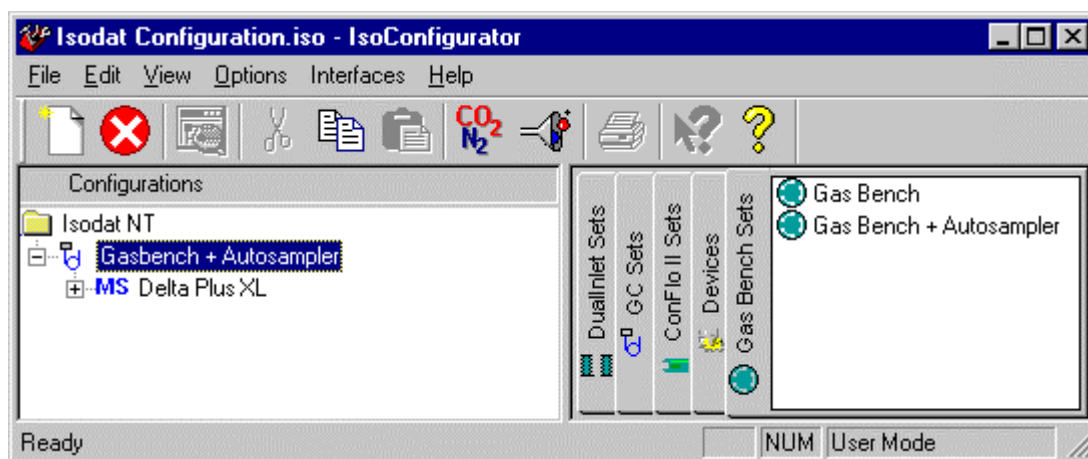 Isodat Configuration.iso - IsoConfigurator
File Edit View Options Interfaces Help
CO2
N2
Configurations
Isodat NT
Gasbench + Autosampler
MS Delta Plus XL
DualInlet Sets
GC Sets
ConFlo II Sets
Devices
Gas Bench Sets
Gas Bench
Gas Bench + Autosampler
Ready
NUM
User Mode